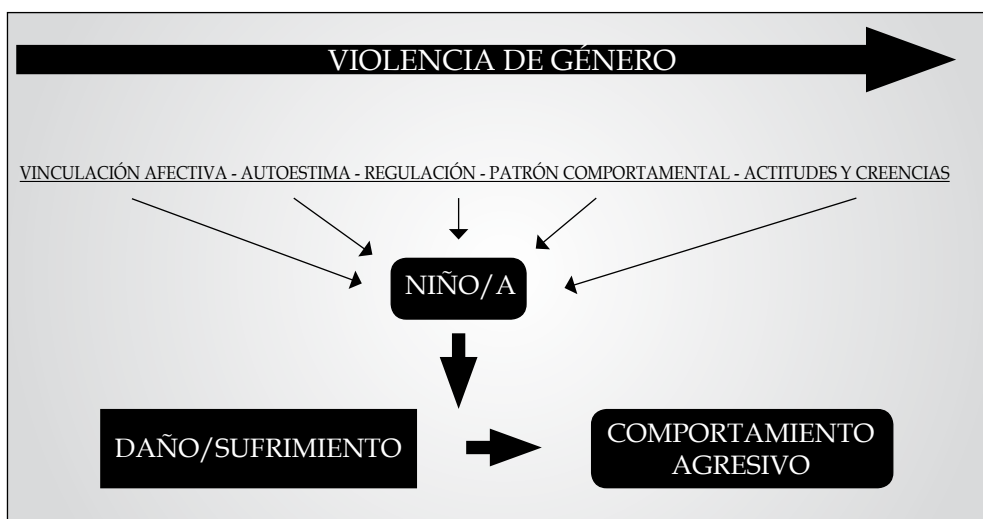 VIOLENCIA DE GÉNERO
VINCULACIÓN AFECTIVA - AUTOESTIMA - REGULACIÓN - PATRÓN COMPORTAMENTAL - ACTITUDES Y CREENCIAS
NIÑO/A
DAÑO/SUFRIMIENTO
COMPORTAMIENTO
AGRESIVO